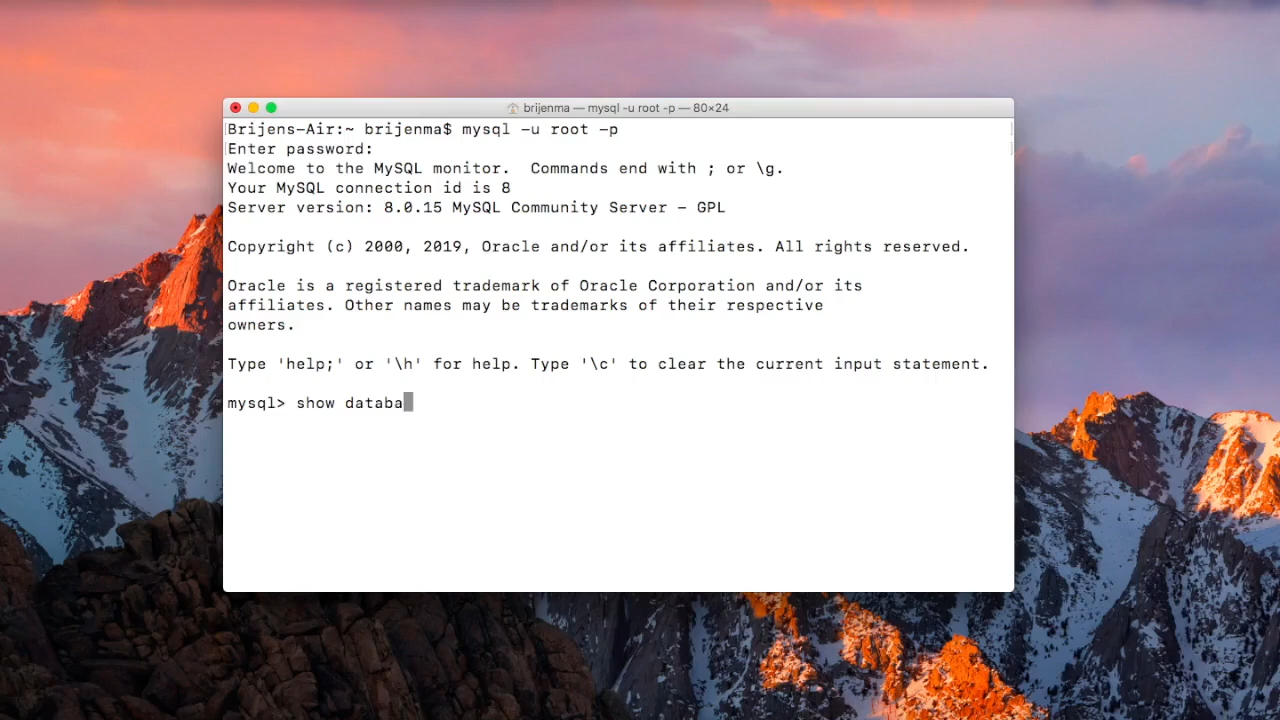 brijenma — mysql -u root -p — 80×24
Brijens-Air:~ brijenma$ mysql -u root -p
Enter password:
Welcome to the MySQL monitor.  Commands end with ; or \g.
Your MySQL connection id is 8
Server version: 8.0.15 MySQL Community Server - GPL
Copyright (c) 2000, 2019, Oracle and/or its affiliates. All rights reserved.
Oracle is a registered trademark of Oracle Corporation and/or its
affiliates. Other names may be trademarks of their respective
owners.
Type 'help;' or '\h' for help. Type '\c' to clear the current input statement.
mysql> show databa